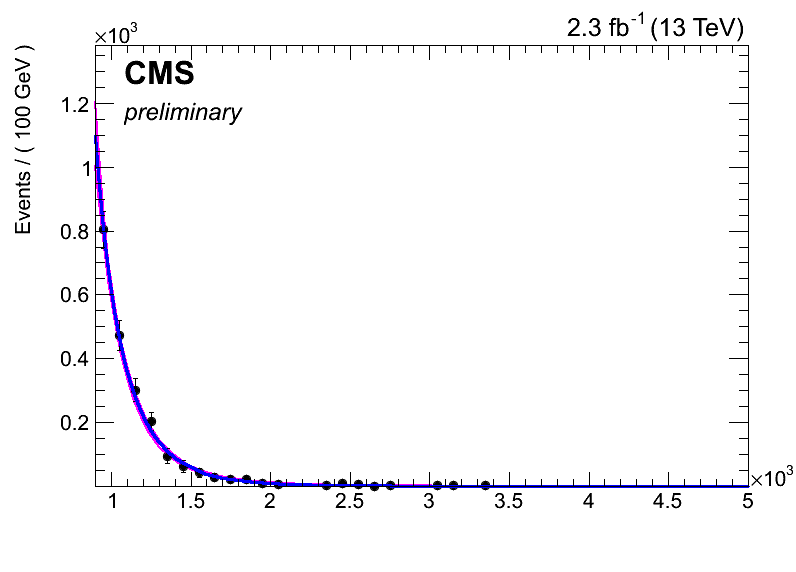 ×10³
2.3 fb⁻¹ (13 TeV)
CMS
preliminary
Events / ( 100 GeV )
1.2
1
0.8
0.6
0.4
0.2
1 1.5 2 2.5 3 3.5 4 4.5 5
×10³